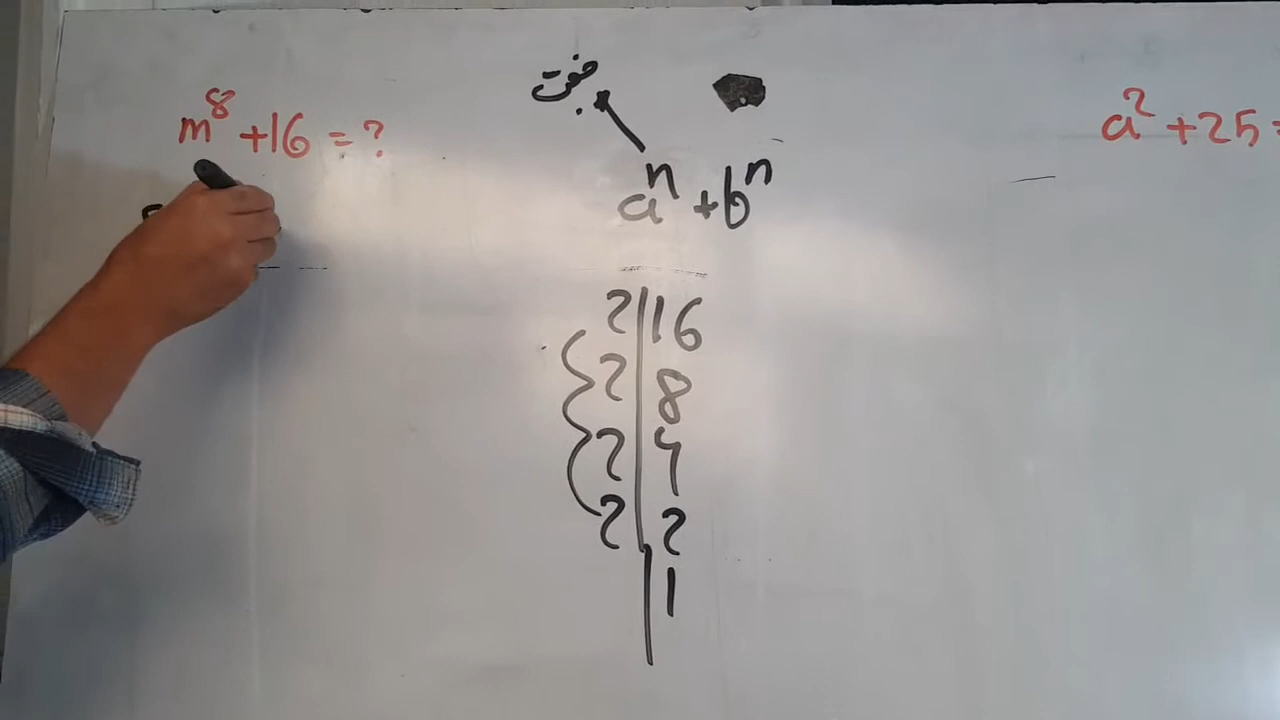 m⁸ + 16 = ?
جفت
aⁿ + bⁿ
2 | 16
2 | 8
2 | 4
2 | 2
1
a² + 25 =